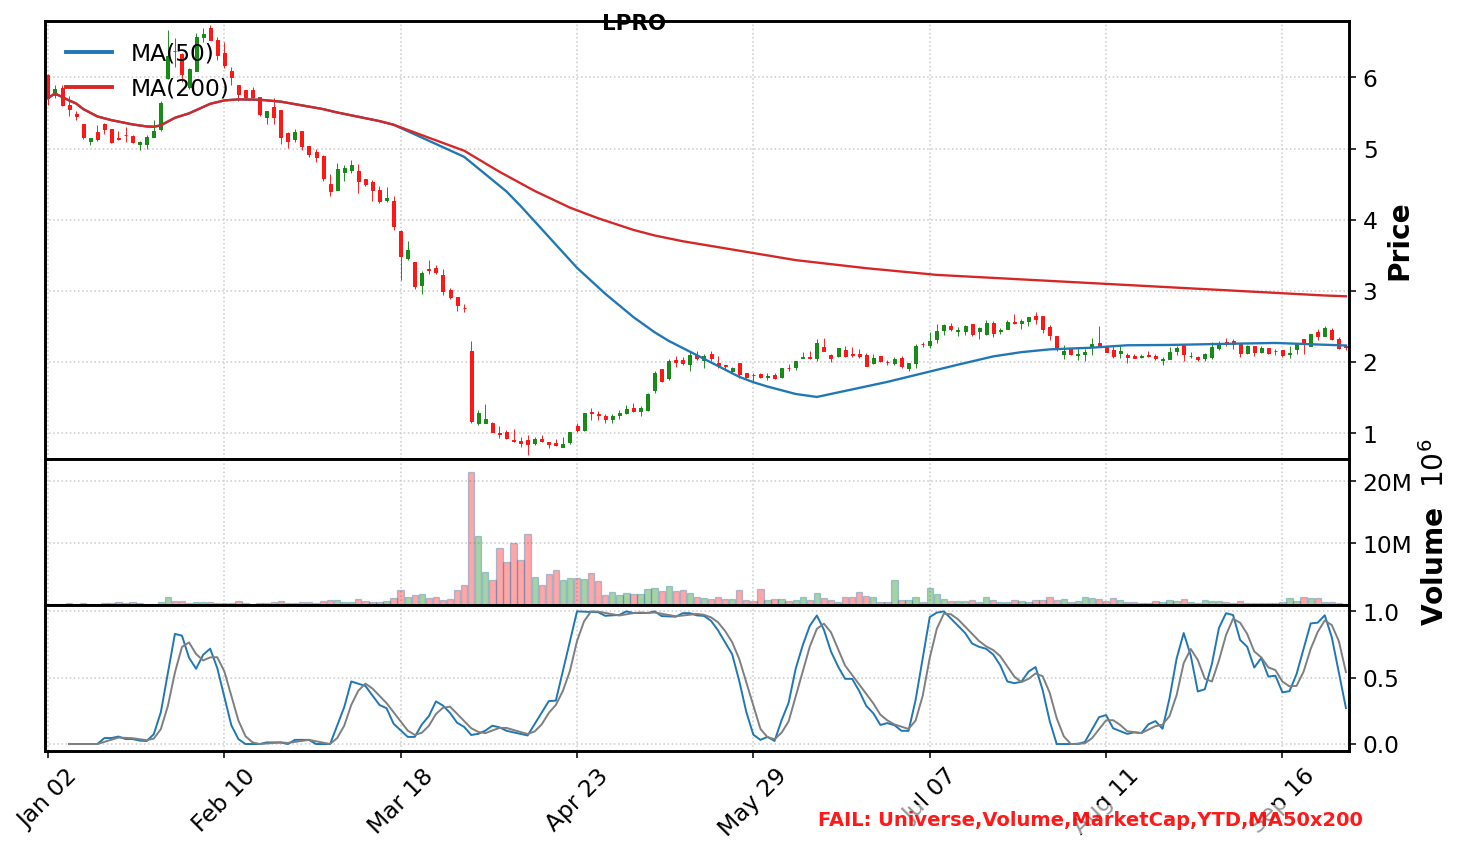 LPRO
MA(50)
MA(200)
6
5
4
3
2
1
Price
20M
10M
Volume 10^6
1.0
0.5
0.0
Jan 02
Feb 10
Mar 18
Apr 23
May 29
Jul 07
Aug 11
Sep 16
FAIL: Universe,Volume,MarketCap,YTD,MA50x200